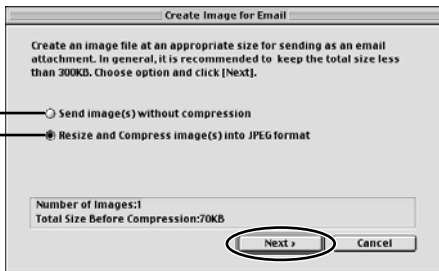 Create Image for Email
Create an image file at an appropriate size for sending as an email
attachment. In general, it is recommended to keep the total size less
than 300KB. Choose option and click [Next].
Send image(s) without compression
Resize and Compress image(s) into JPEG format
Number of Images:1
Total Size Before Compression:70KB
Next ›
Cancel